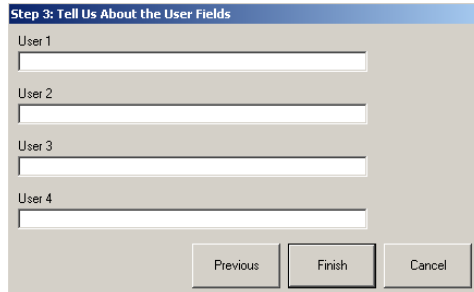 Step 3: Tell Us About the User Fields
User 1
User 2
User 3
User 4
Previous Finish Cancel